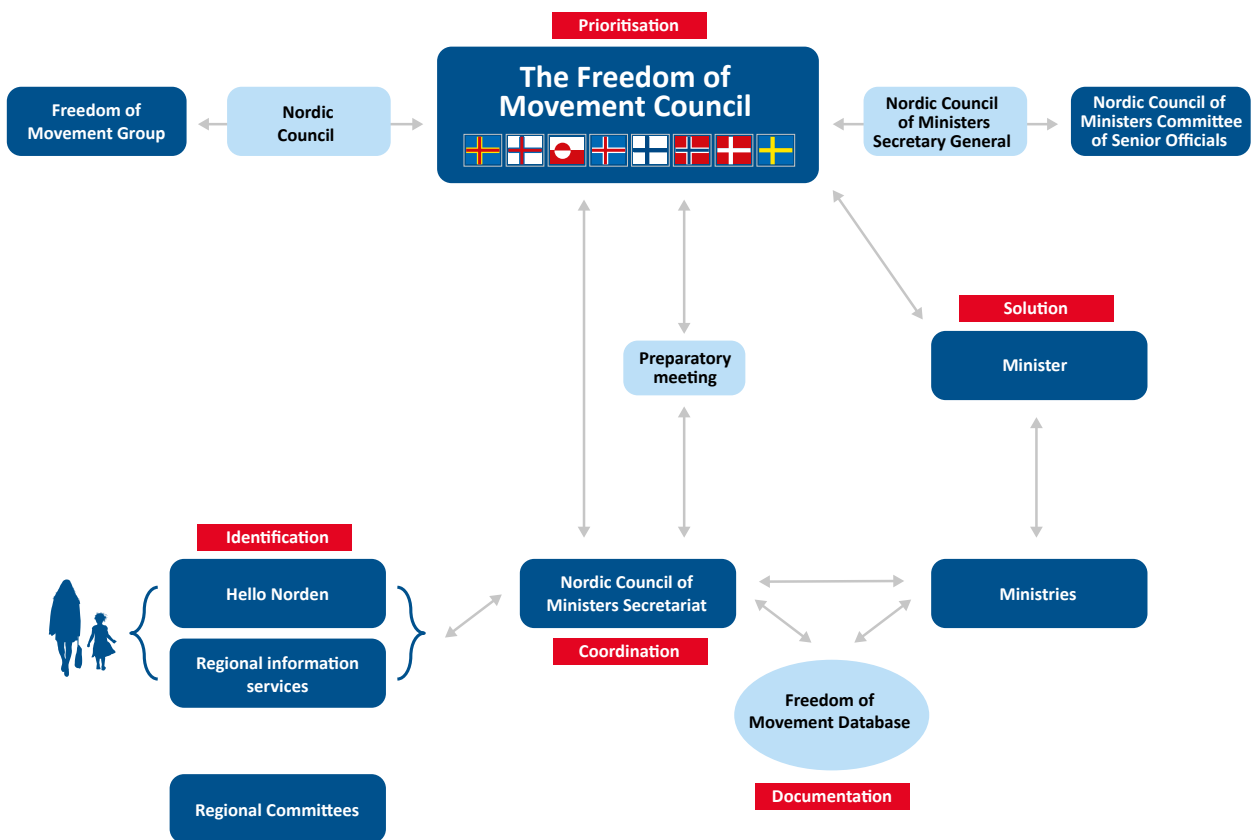 Prioritisation
The Freedom of
Movement Council
Freedom of
Movement Group
Nordic
Council
Nordic Council
of Ministers
Secretary General
Nordic Council of
Ministers Committee
of Senior Officials
Solution
Minister
Preparatory
meeting
Identification
Hello Norden
Regional information
services
Nordic Council of
Ministers Secretariat
Coordination
Ministries
Freedom of
Movement Database
Documentation
Regional Committees